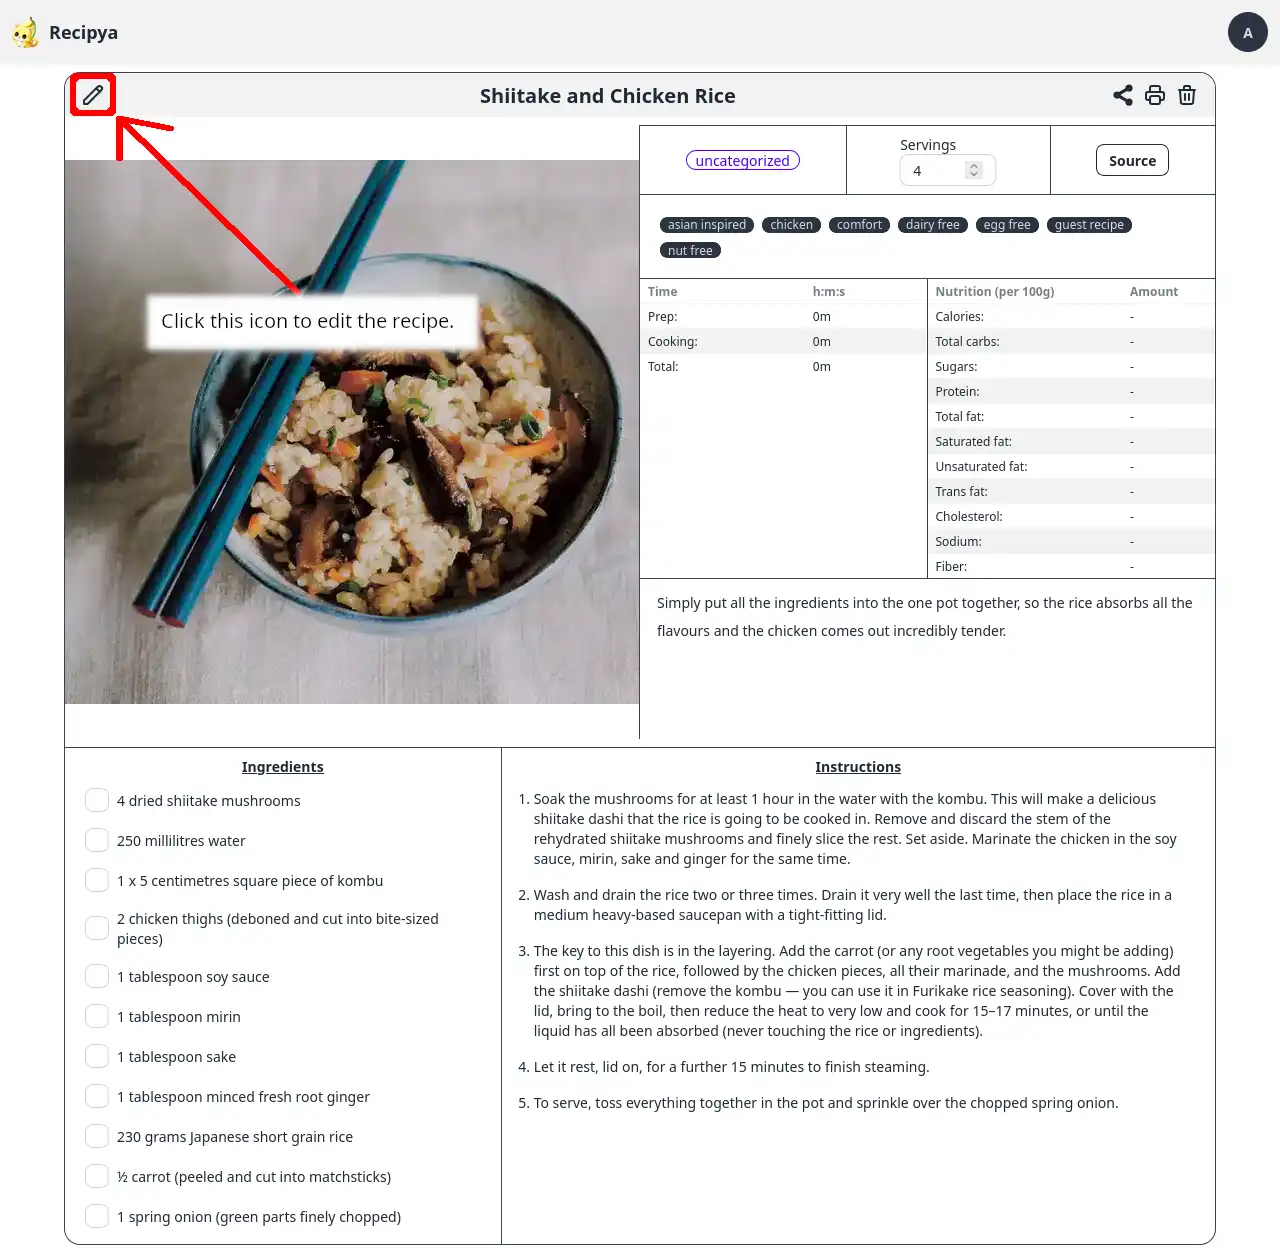 Recipya
A
Shiitake and Chicken Rice
Click this icon to edit the recipe.
uncategorized
Servings
4
Source
asian inspired chicken comfort dairy free egg free guest recipe
nut free
Time h:m:s
Prep: 0m
Cooking: 0m
Total: 0m
Nutrition (per 100g) Amount
Calories: -
Total carbs: -
Sugars: -
Protein: -
Total fat: -
Saturated fat: -
Unsaturated fat: -
Trans fat: -
Cholesterol: -
Sodium: -
Fiber: -
Simply put all the ingredients into the one pot together, so the rice absorbs all the
flavours and the chicken comes out incredibly tender.
Ingredients
4 dried shiitake mushrooms
250 millilitres water
1 x 5 centimetres square piece of kombu
2 chicken thighs (deboned and cut into bite-sized
pieces)
1 tablespoon soy sauce
1 tablespoon mirin
1 tablespoon sake
1 tablespoon minced fresh root ginger
230 grams Japanese short grain rice
½ carrot (peeled and cut into matchsticks)
1 spring onion (green parts finely chopped)
Instructions
1. Soak the mushrooms for at least 1 hour in the water with the kombu. This will make a delicious
shiitake dashi that the rice is going to be cooked in. Remove and discard the stem of the
rehydrated shiitake mushrooms and finely slice the rest. Set aside. Marinate the chicken in the soy
sauce, mirin, sake and ginger for the same time.
2. Wash and drain the rice two or three times. Drain it very well the last time, then place the rice in a
medium heavy-based saucepan with a tight-fitting lid.
3. The key to this dish is in the layering. Add the carrot (or any root vegetables you might be adding)
first on top of the rice, followed by the chicken pieces, all their marinade, and the mushrooms. Add
the shiitake dashi (remove the kombu — you can use it in Furikake rice seasoning). Cover with the
lid, bring to the boil, then reduce the heat to very low and cook for 15–17 minutes, or until the
liquid has all been absorbed (never touching the rice or ingredients).
4. Let it rest, lid on, for a further 15 minutes to finish steaming.
5. To serve, toss everything together in the pot and sprinkle over the chopped spring onion.